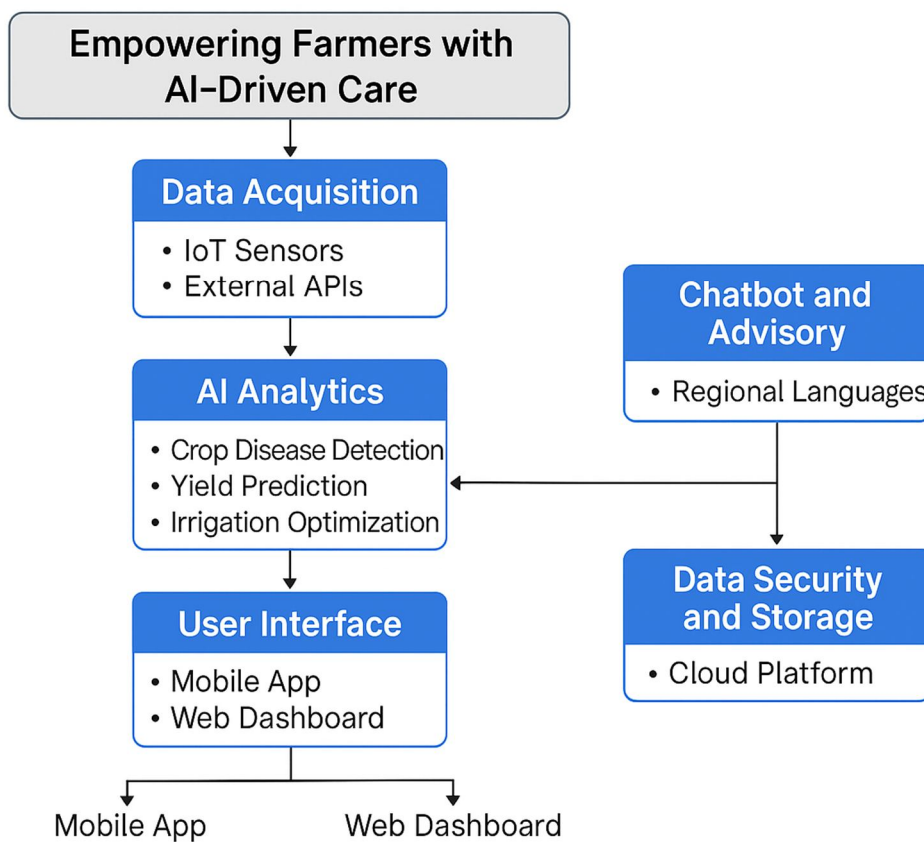 Empowering Farmers with
AI-Driven Care
Data Acquisition
• IoT Sensors
• External APIs
AI Analytics
• Crop Disease Detection
• Yield Prediction
• Irrigation Optimization
User Interface
• Mobile App
• Web Dashboard
Mobile App
Web Dashboard
Chatbot and
Advisory
• Regional Languages
Data Security
and Storage
• Cloud Platform